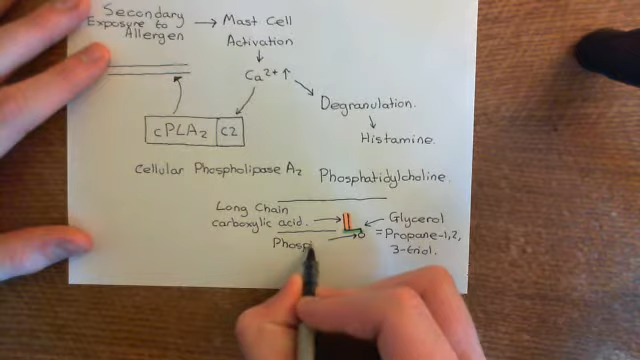 Secondary
Exposure to
Allergen
Mast Cell
Activation
Ca2+ ↑
Degranulation.
Histamine.
cPLA2 C2
Cellular Phospholipase A2
Phosphatidylcholine.
Long Chain
carboxylic acid.
Glycerol
= Propane-1,2,
3-triol.
Phosp